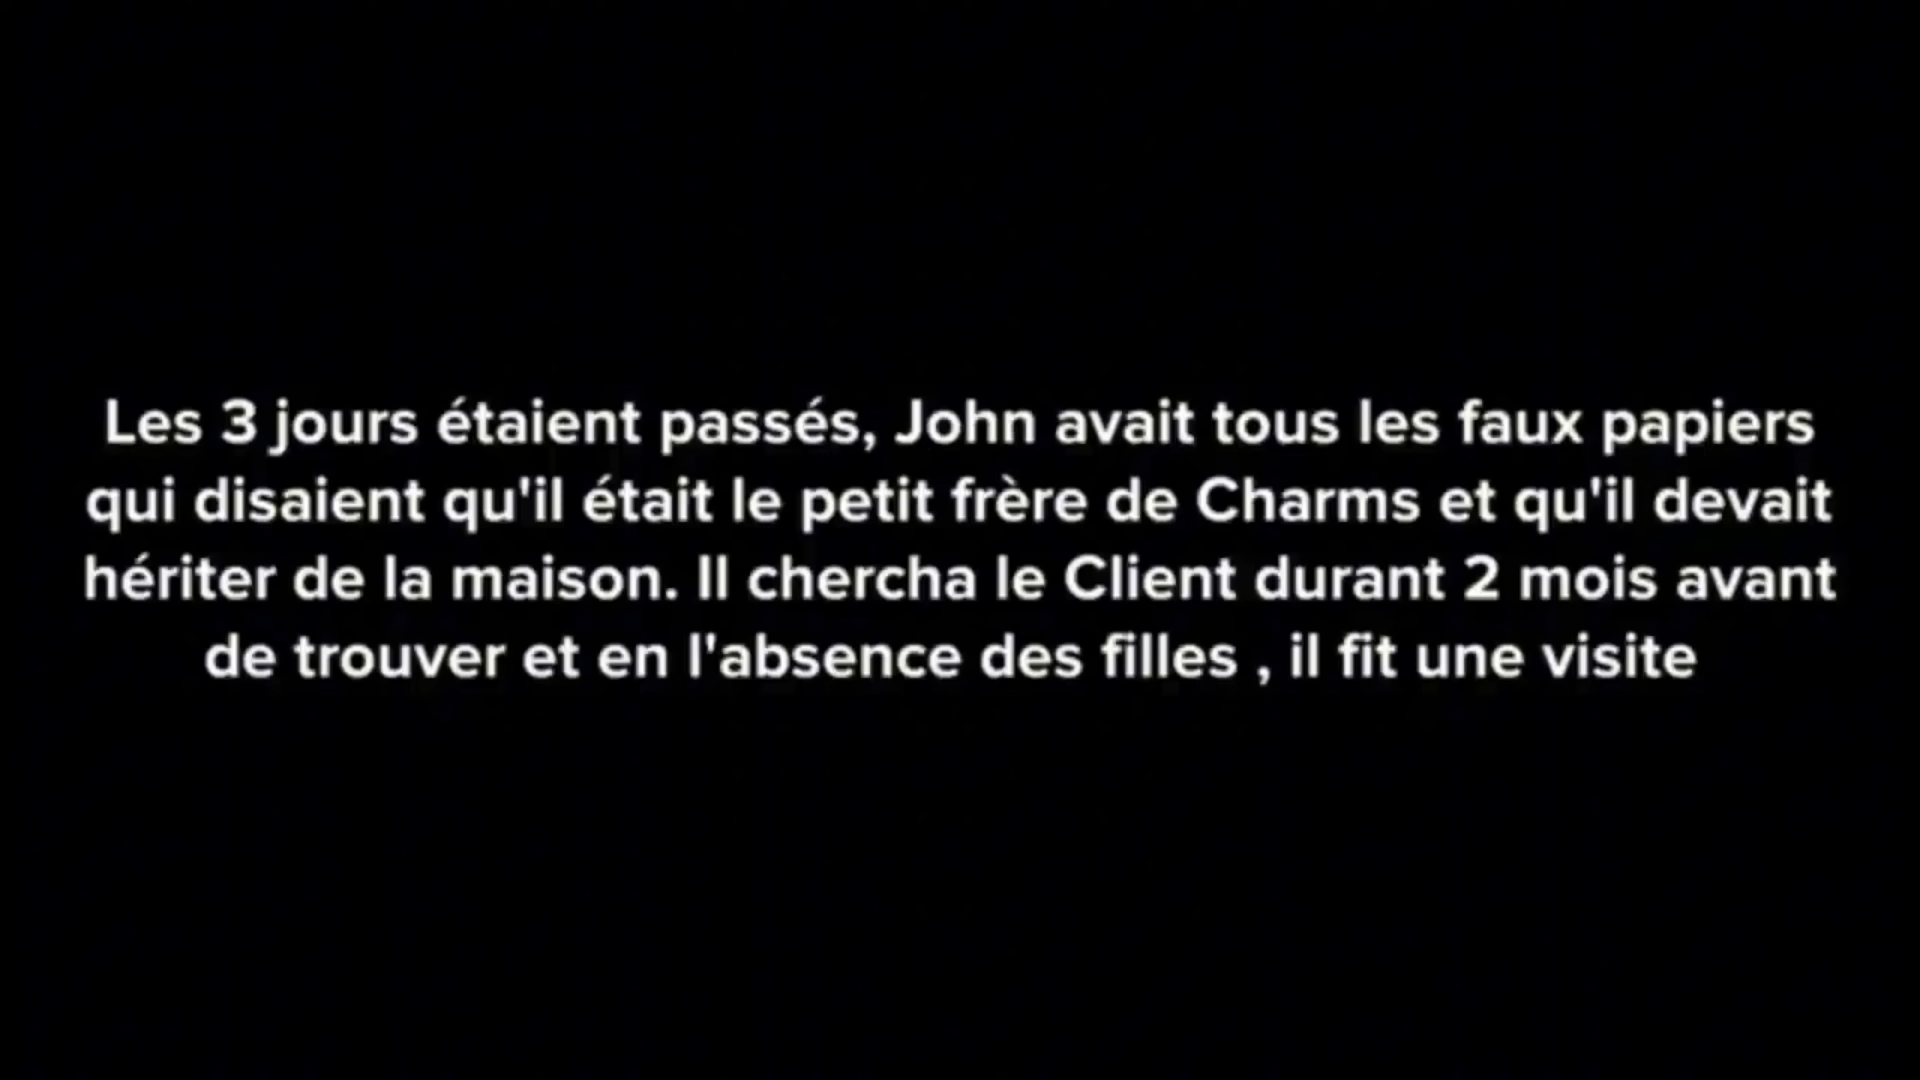 Les 3 jours étaient passés, John avait tous les faux papiers
qui disaient qu'il était le petit frère de Charms et qu'il devait
hériter de la maison. Il chercha le Client durant 2 mois avant
de trouver et en l'absence des filles , il fit une visite